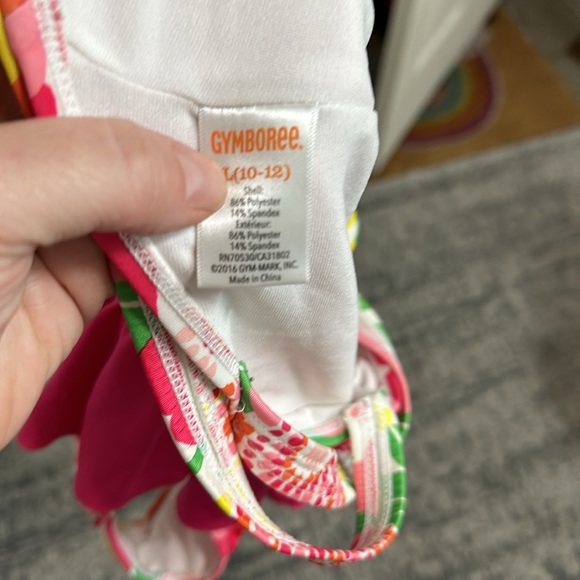 GYMBOREE.
L(10-12)
Shell:
86% Polyester
14% Spandex
Extérieur:
86% Polyester
14% Spandex
RN70530/CA31802
©2016 GYM-MARK, INC.
Made in China